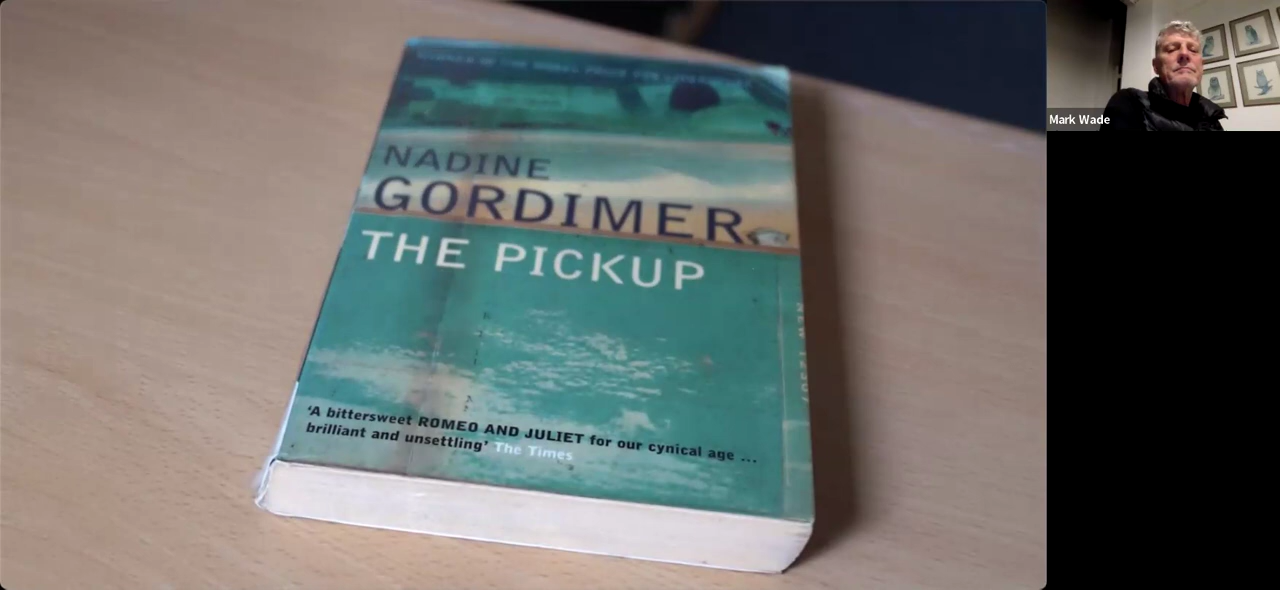 NADINE
GORDIMER
THE PICKUP
'A bittersweet ROMEO AND JULIET for our cynical age ...
brilliant and unsettling' The Times
Mark Wade